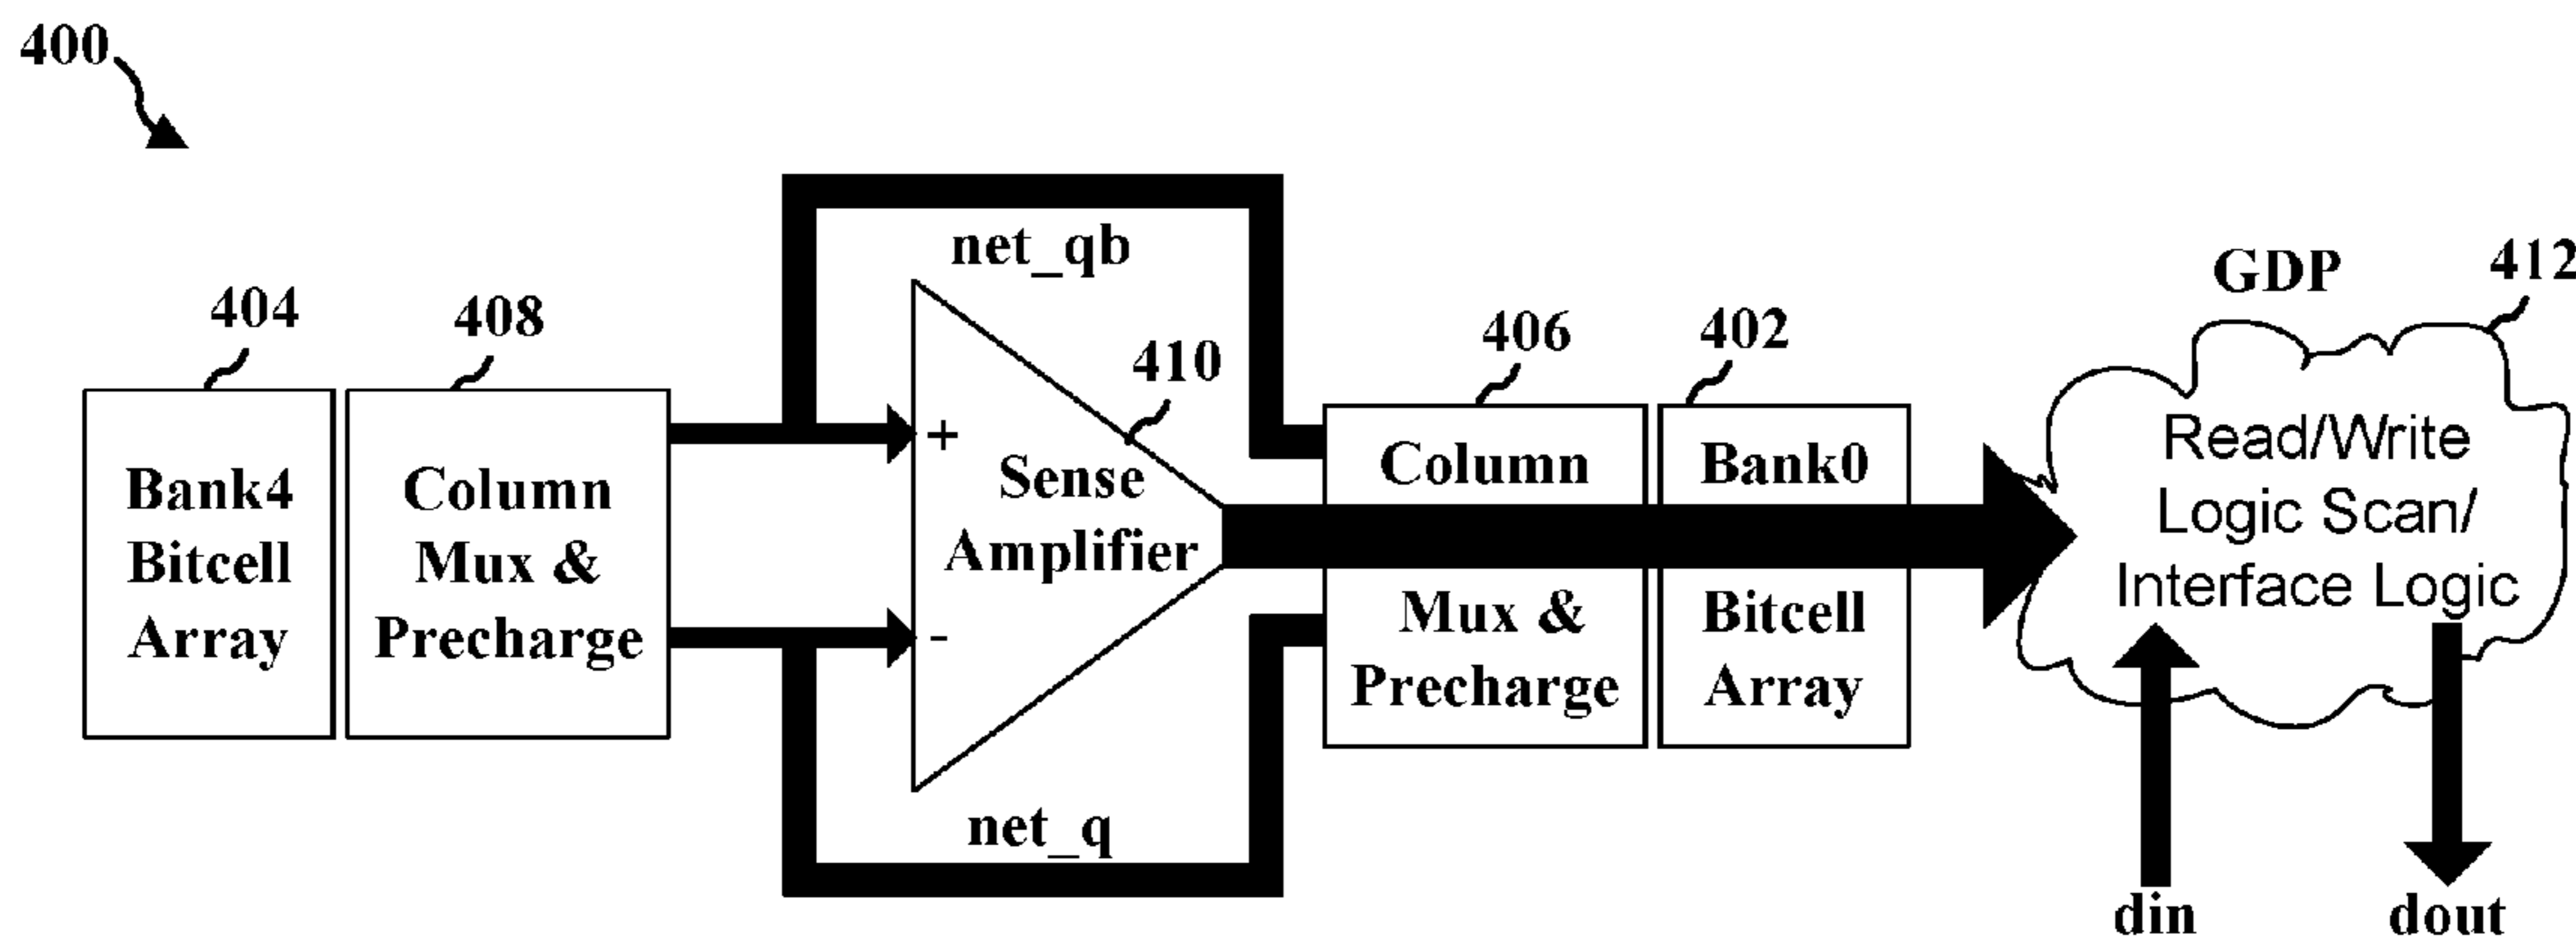 400
404
Bank4
Bitcell
Array
408
Column
Mux &
Precharge
net_qb
+
-
410
Sense
Amplifier
net_q
406
Column
Mux &
Precharge
402
Bank0
Bitcell
Array
GDP
412
Read/Write
Logic Scan/
Interface Logic
din
dout